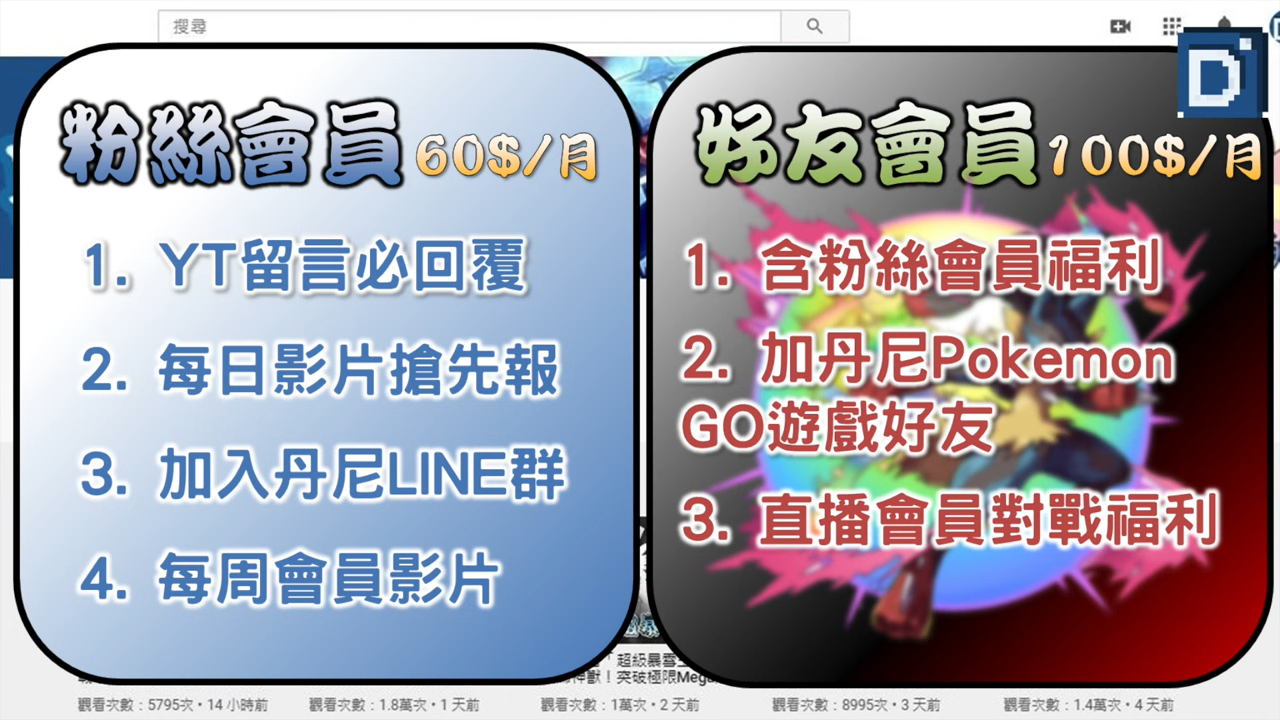 搜尋
D
粉絲會員 60$/月
1. YT留言必回覆
2. 每日影片搶先報
3. 加入丹尼LINE群
4. 每周會員影片
好友會員 100$/月
1. 含粉絲會員福利
2. 加丹尼Pokemon
GO遊戲好友
3. 直播會員對戰福利
「超級暴雪
神獸！突破極限Mega
觀看次數：5795次・14 小時前
觀看次數：1.8萬次・1 天前
觀看次數：1萬次・2 天前
觀看次數：8995次・3 天前
觀看次數：1.4萬次・4 天前